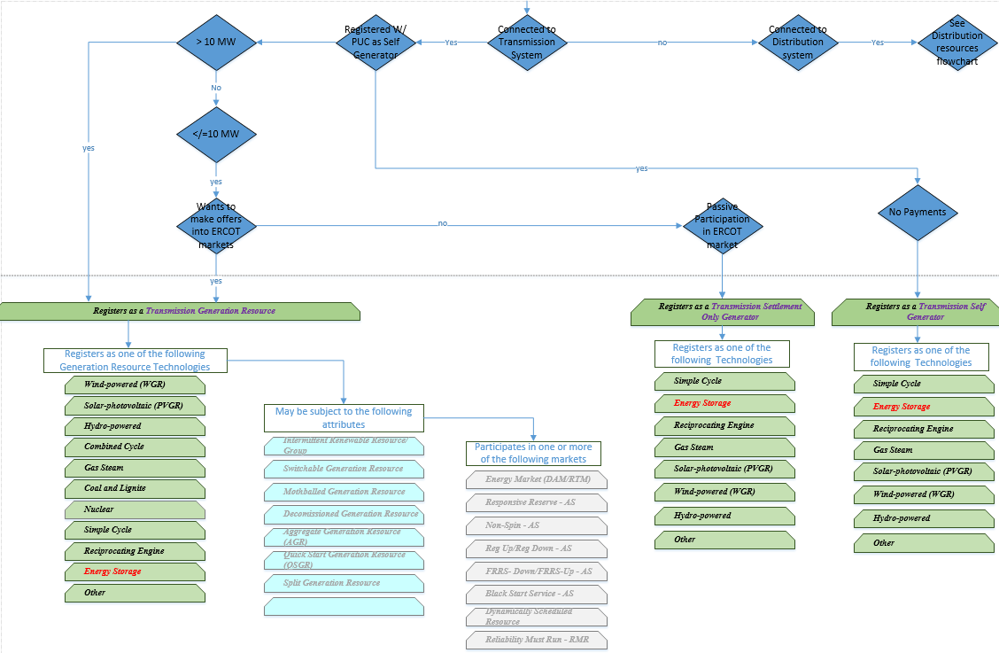 > 10 MW
Registered W/
PUC as Self
Generator
Yes
Connected to
Transmission
System
no
Connected to
Distribution
system
Yes
See
Distribution
resources
flowchart
No
</=10 MW
yes
yes
yes
Wants to
make offers
into ERCOT
markets
no
Passive
Participation
in ERCOT
market
No Payments
yes
Registers as a Transmission Generation Resource
Registers as a Transmission Settlement
Only Generator
Registers as a Transmission Self
Generator
Registers as one of the following
Generation Resource Technologies
Wind-powered (WGR)
Solar-photovoltaic (PVGR)
Hydro-powered
Combined Cycle
Gas Steam
Coal and Lignite
Nuclear
Simple Cycle
Reciprocating Engine
Energy Storage
Other
May be subject to the following
attributes
Intermittent Renewable Resource/
Group
Switchable Generation Resource
Mothballed Generation Resource
Decomissioned Generation Resource
Aggregate Generation Resource
(AGR)
Quick Start Generation Resource
(QSGR)
Split Generation Resource
Participates in one or more
of the following markets
Energy Market (DAM/RTM)
Responsive Reserve - AS
Non-Spin - AS
Reg Up/Reg Down - AS
FRRS- Down/FRRS-Up - AS
Black Start Service - AS
Dynamically Scheduled
Resource
Reliability Must Run - RMR
Registers as one of the
following Technologies
Simple Cycle
Energy Storage
Reciprocating Engine
Gas Steam
Solar-photovoltaic (PVGR)
Wind-powered (WGR)
Hydro-powered
Other
Registers as one of the
following Technologies
Simple Cycle
Energy Storage
Reciprocating Engine
Gas Steam
Solar-photovoltaic (PVGR)
Wind-powered (WGR)
Hydro-powered
Other